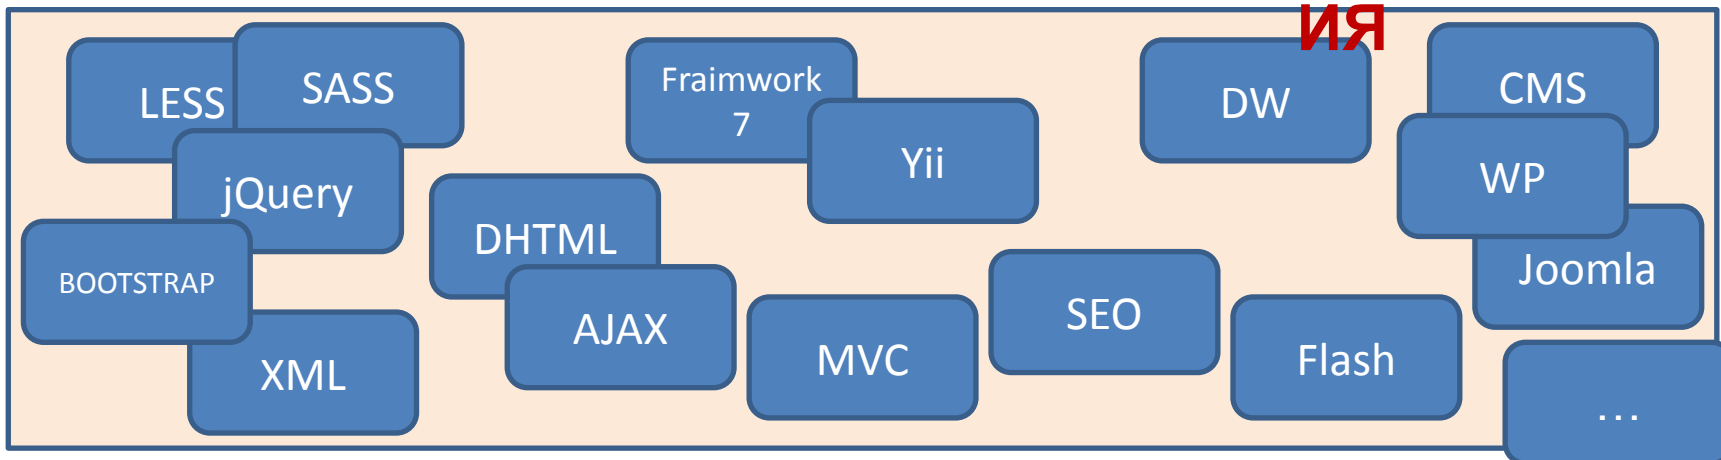 ИЯ
LESS
SASS
Fraimwork
7
DW
CMS
Yii
WP
jQuery
DHTML
Joomla
BOOTSTRAP
SEO
AJAX
MVC
Flash
XML
...